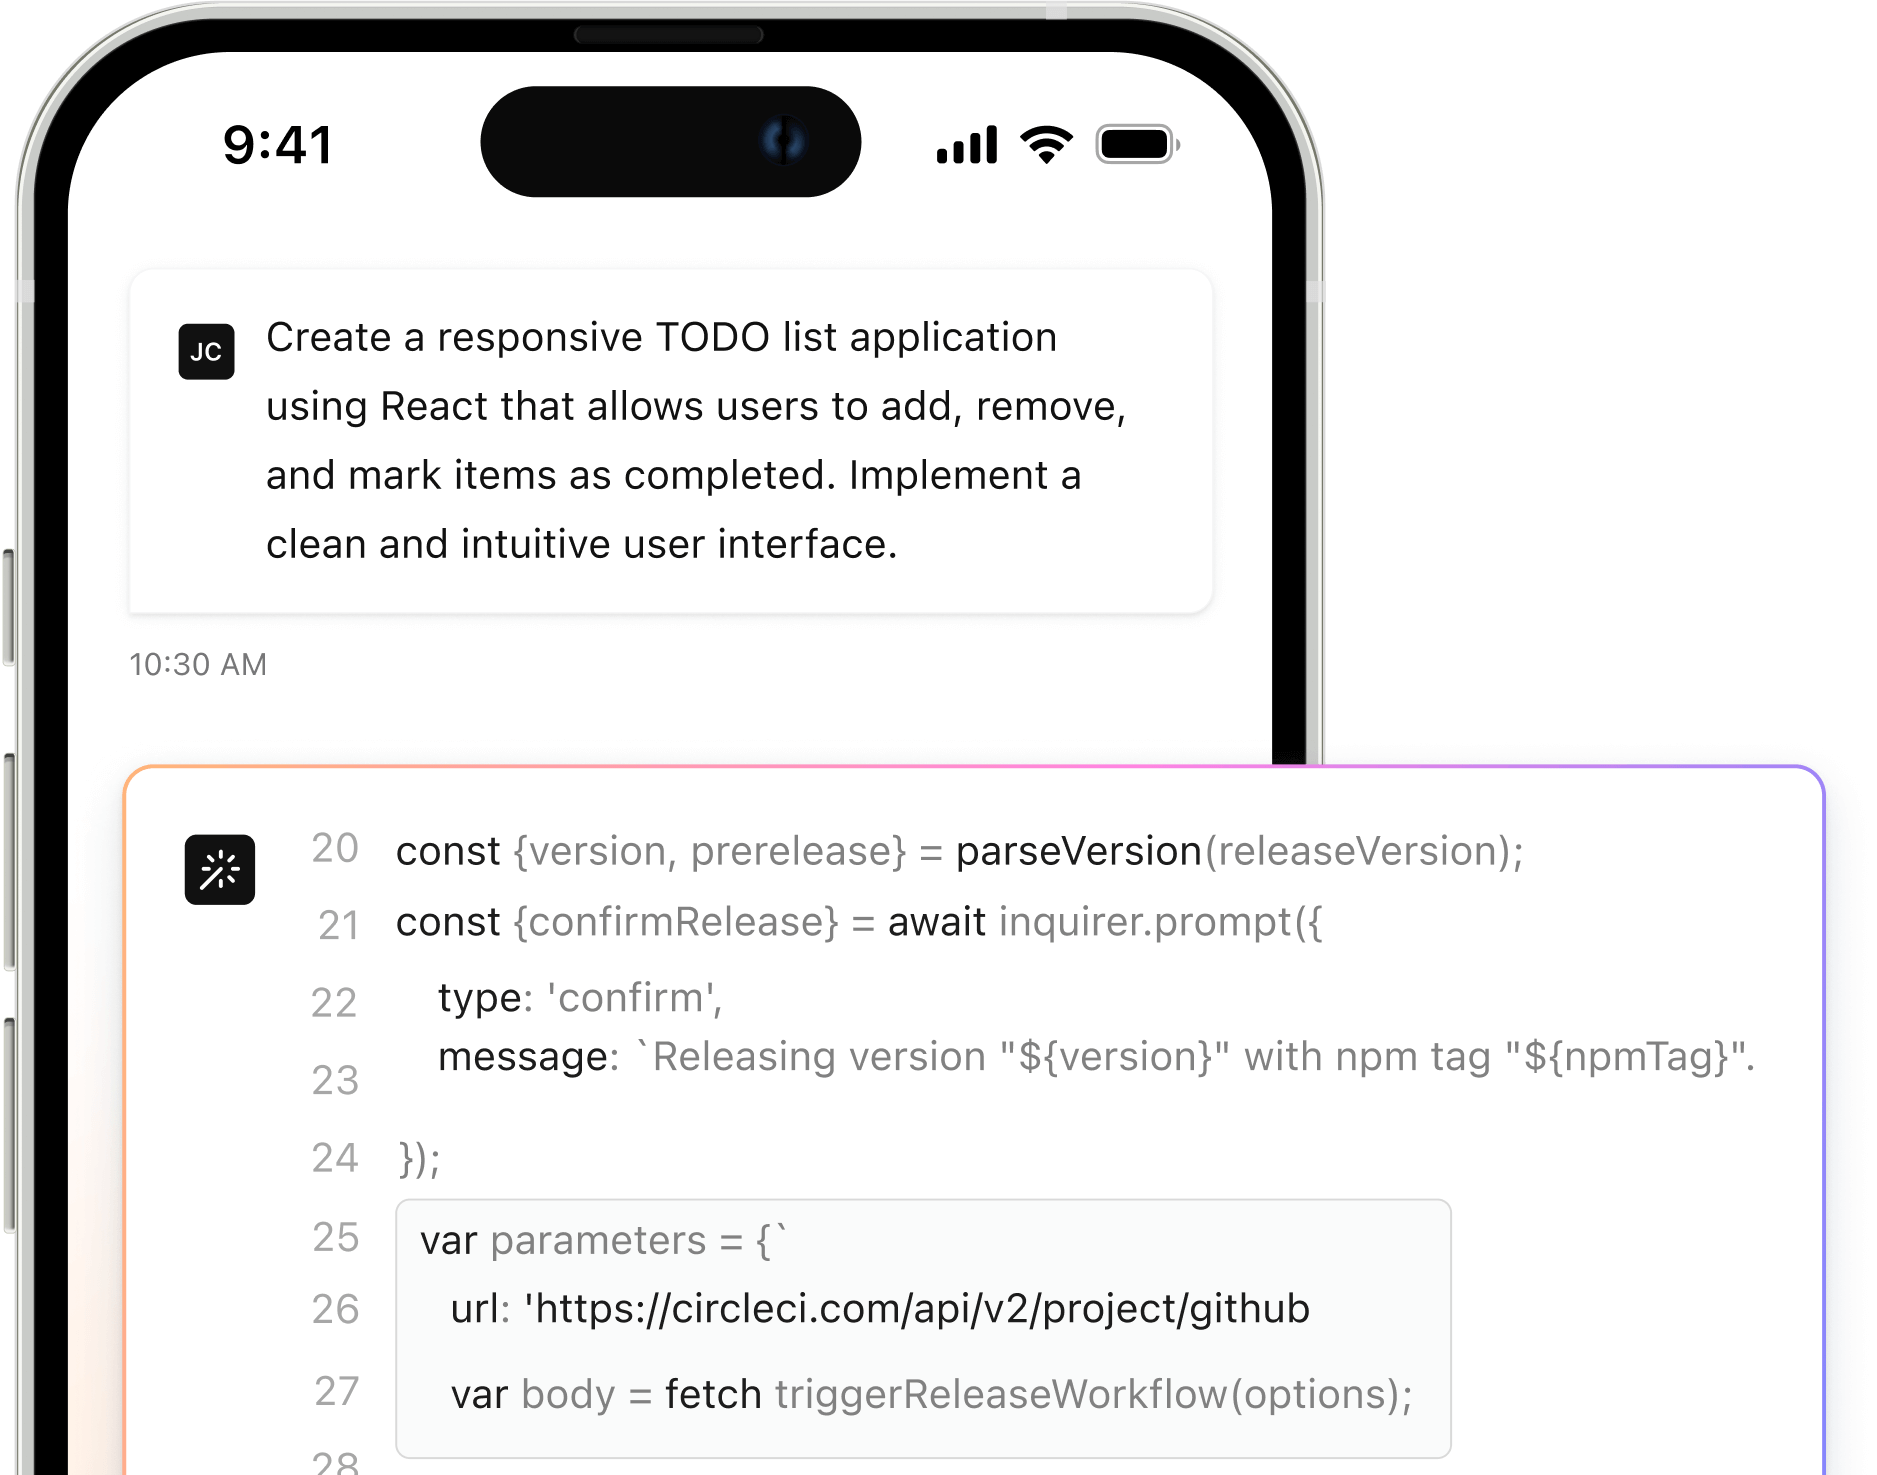 9:41
JC
Create a responsive TODO list application
using React that allows users to add, remove,
and mark items as completed. Implement a
clean and intuitive user interface.
10:30 AM
20 const {version, prerelease} = parseVersion(releaseVersion);
21 const {confirmRelease} = await inquirer.prompt({
22 type: 'confirm',
23 message: `Releasing version "${version}" with npm tag "${npmTag}".
24 });
25 var parameters = {`
26 url: 'https://circleci.com/api/v2/project/github
27 var body = fetch triggerReleaseWorkflow(options);
28